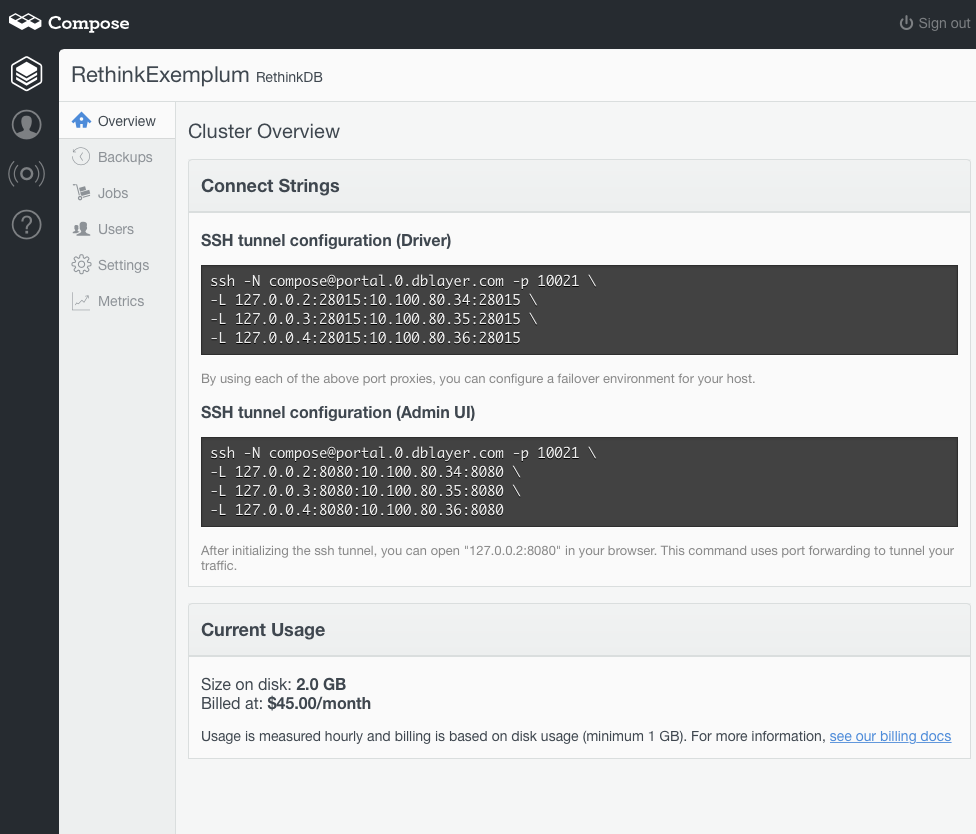 Compose
Sign out
RethinkExemplum RethinkDB
Overview
Backups
Jobs
Users
Settings
Metrics
Cluster Overview
Connect Strings
SSH tunnel configuration (Driver)
ssh -N compose@portal.0.dblayer.com -p 10021 \
-L 127.0.0.2:28015:10.100.80.34:28015 \
-L 127.0.0.3:28015:10.100.80.35:28015 \
-L 127.0.0.4:28015:10.100.80.36:28015
By using each of the above port proxies, you can configure a failover environment for your host.
SSH tunnel configuration (Admin UI)
ssh -N compose@portal.0.dblayer.com -p 10021 \
-L 127.0.0.2:8080:10.100.80.34:8080 \
-L 127.0.0.3:8080:10.100.80.35:8080 \
-L 127.0.0.4:8080:10.100.80.36:8080
After initializing the ssh tunnel, you can open "127.0.0.2:8080" in your browser. This command uses port forwarding to tunnel your
traffic.
Current Usage
Size on disk: 2.0 GB
Billed at: $45.00/month
Usage is measured hourly and billing is based on disk usage (minimum 1 GB). For more information, see our billing docs